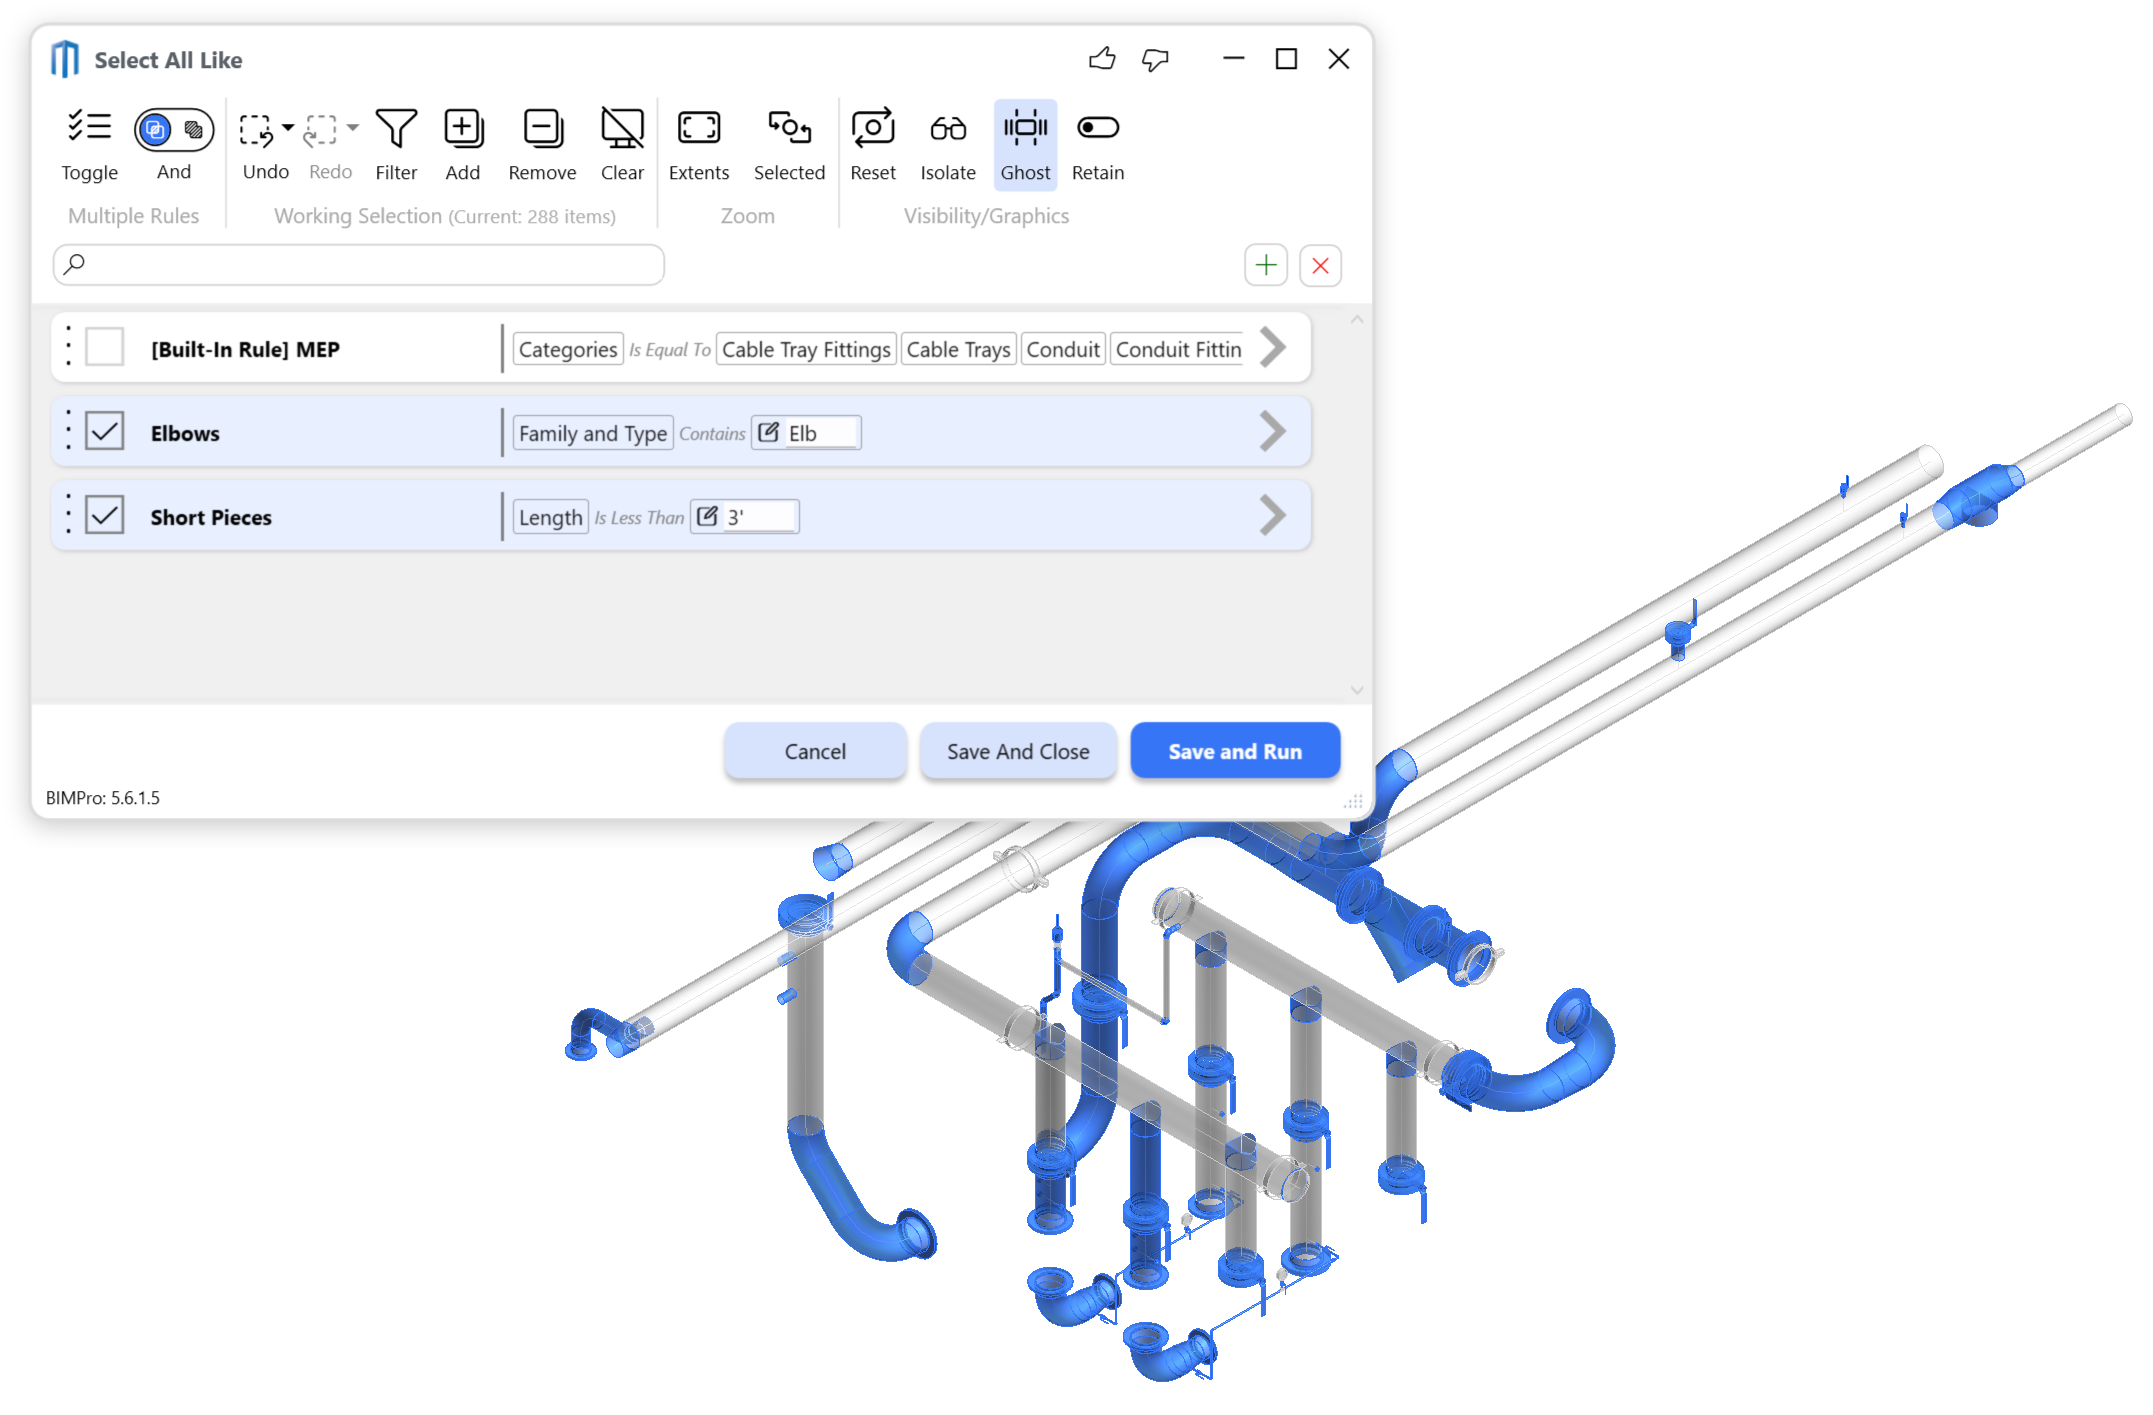 Select All Like
Toggle And Undo Redo Filter Add Remove Clear Extents Selected Reset Isolate Ghost Retain
Multiple Rules Working Selection (Current: 288 items) Zoom Visibility/Graphics
[Built-In Rule] MEP Categories Is Equal To Cable Tray Fittings Cable Trays Conduit Conduit Fittin
Elbows Family and Type Contains Elb
Short Pieces Length Is Less Than 3'
Cancel Save And Close Save and Run
BIMPro: 5.6.1.5